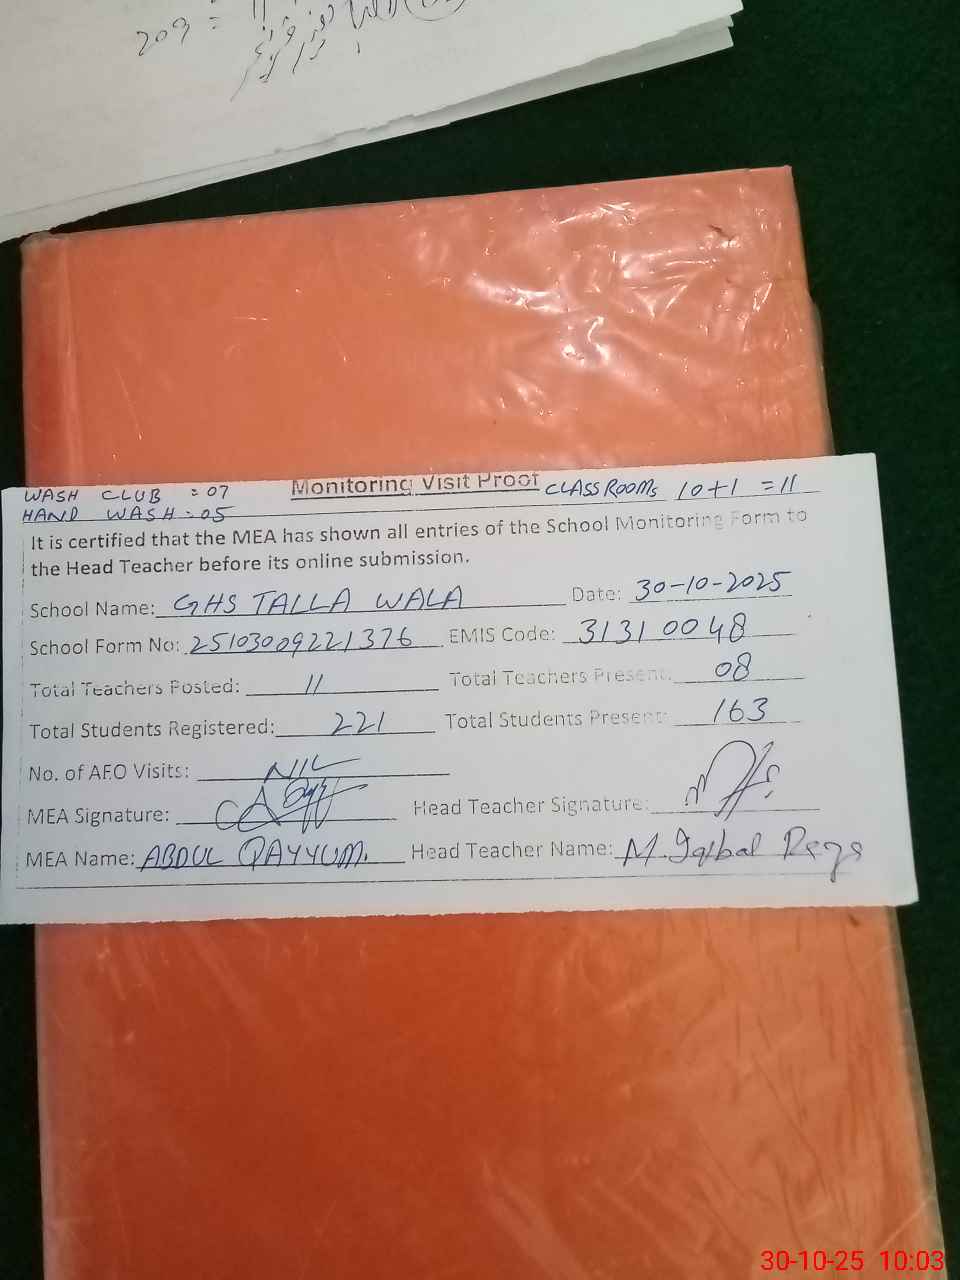 209 =
WASH CLUB = 07 Monitoring Visit Proof CLASS ROOMS 10+1 = 11
HAND WASH = 05
It is certified that the MEA has shown all entries of the School Monitoring Form to
the Head Teacher before its online submission.
School Name: GHS TALLA WALA Date: 30-10-2025
School Form No: 25103009221376 EMIS Code: 31310048
Total Teachers Posted: 11 Total Teachers Present: 08
Total Students Registered: 221 Total Students Present: 163
No. of AEO Visits: NIL
MEA Signature: Head Teacher Signature:
MEA Name: ABDUL QAYYUM. Head Teacher Name: M. Iqbal Reza
30-10-25 10:03